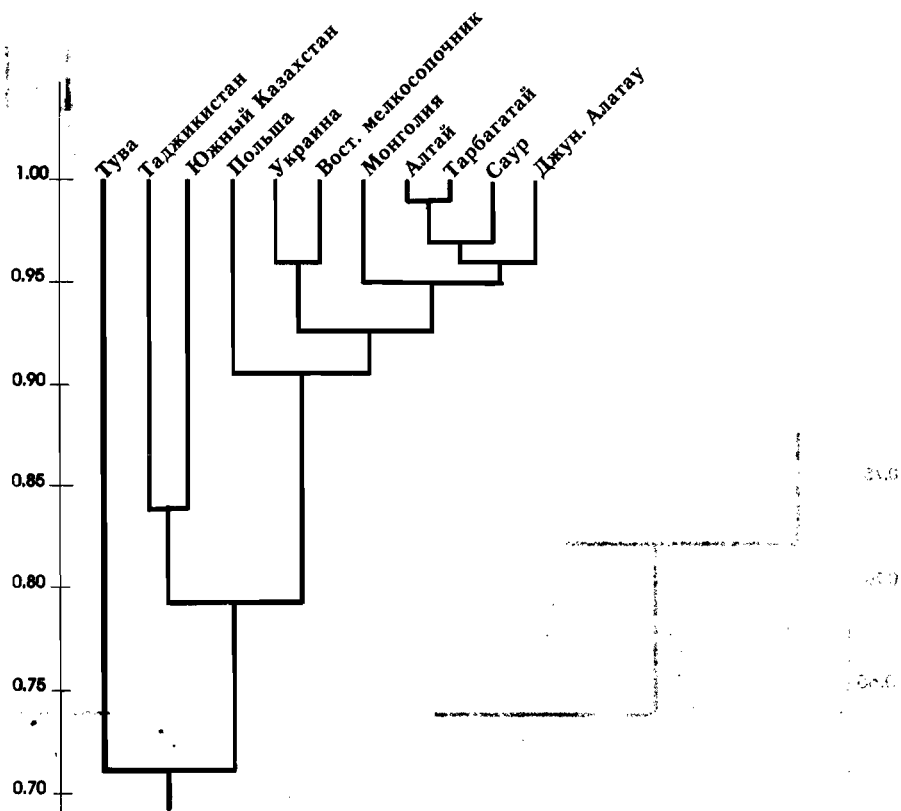 Тува
Таджикистан
Южный Казахстан
Польша
Украина
Вост. мелкосопочник
Монголия
Алтай
Тарбагатай
Саур
Джун. Алатау
1.00
0.95
0.90
0.85
0.80
0.75
0.70